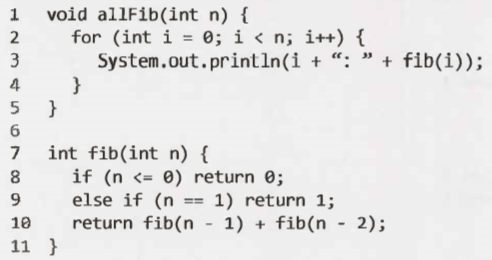 1 void allFib(int n) {
2 for (int i = 0; i < n; i++) {
3 System.out.println(i + “: ” + fib(i));
4 }
5 }
6
7 int fib(int n) {
8 if (n <= 0) return 0;
9 else if (n == 1) return 1;
10 return fib(n - 1) + fib(n - 2);
11 }